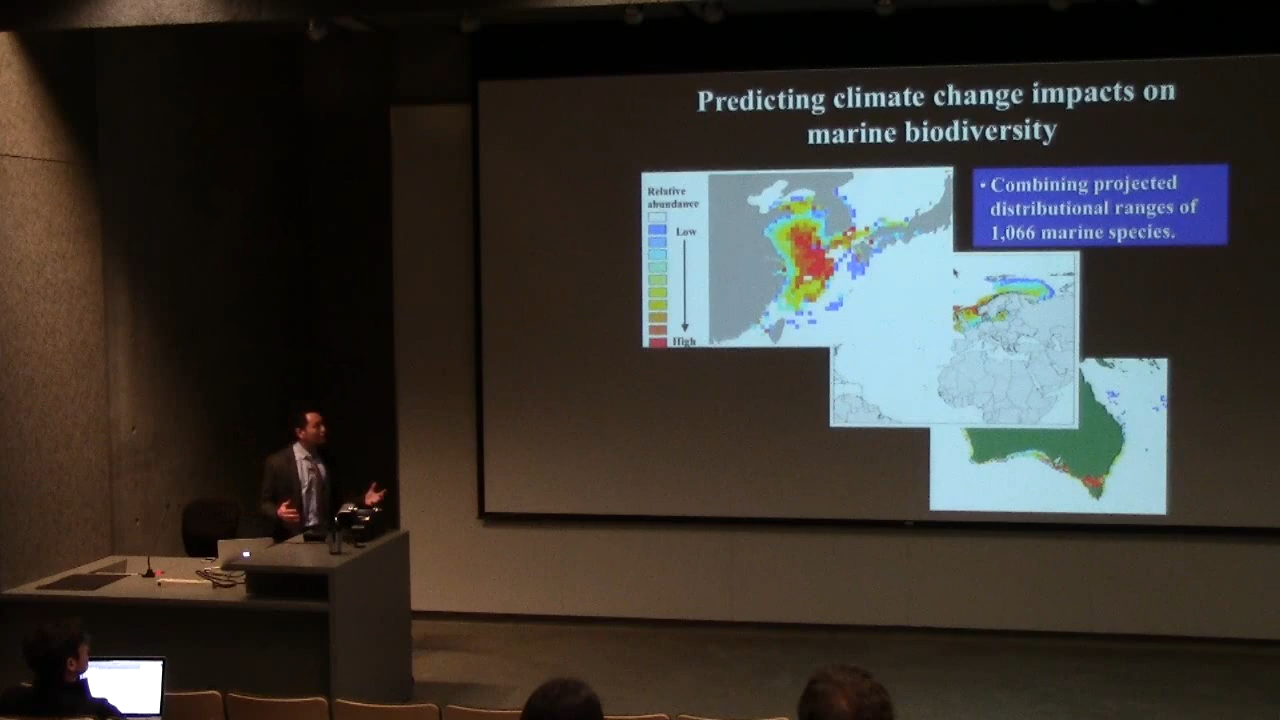 Predicting climate change impacts on
marine biodiversity
Relative
abundance
Low
High
• Combining projected
distributional ranges of
1,066 marine species.